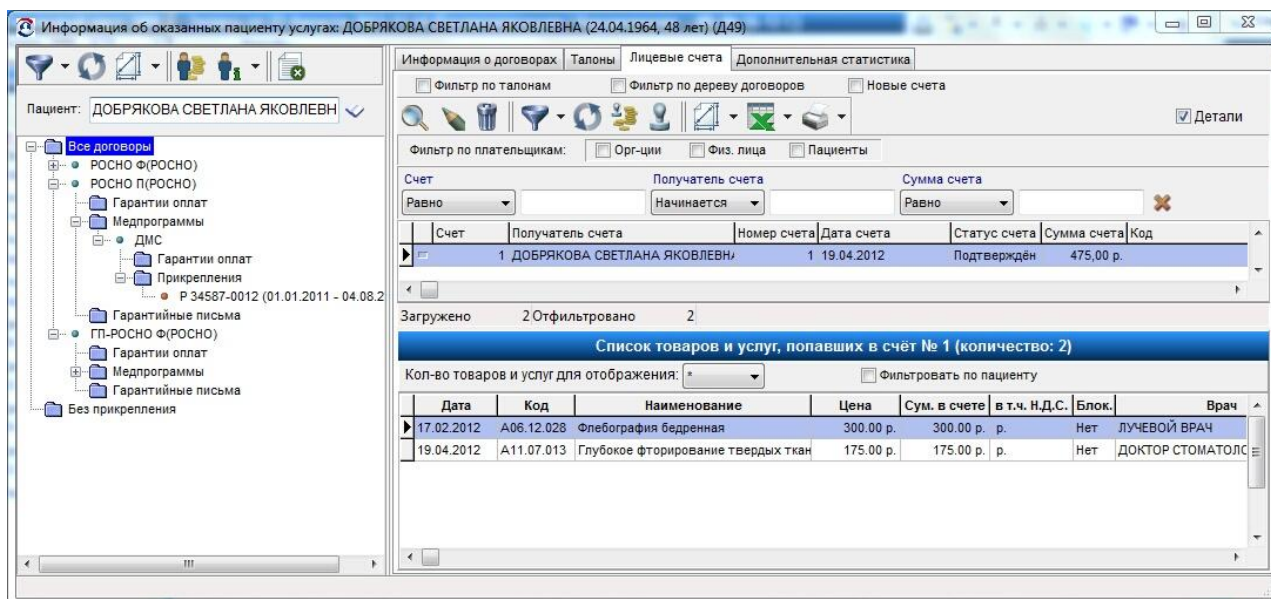 Информация об оказанных пациенту услугах: ДОБРЯКОВА СВЕТЛАНА ЯКОВЛЕВНА (24.04.1964, 48 лет) (Д49)
Пациент: ДОБРЯКОВА СВЕТЛАНА ЯКОВЛЕВН
Все договоры
РОСНО Ф(РОСНО)
РОСНО П(РОСНО)
Гарантии оплат
Медпрограммы
ДМС
Гарантии оплат
Прикрепления
Р 34587-0012 (01.01.2011 - 04.08.2
Гарантийные письма
ГП-РОСНО Ф(РОСНО)
Гарантии оплат
Медпрограммы
Гарантийные письма
Без прикрепления
Информация о договорах Талоны Лицевые счета Дополнительная статистика
Фильтр по талонам Фильтр по дереву договоров Новые счета
Детали
Фильтр по плательщикам: Орг-ции Физ. лица Пациенты
Счет Получатель счета Сумма счета
Равно Начинается Равно
Счет Получатель счета Номер счета Дата счета Статус счета Сумма счета Код
1 ДОБРЯКОВА СВЕТЛАНА ЯКОВЛЕВН 1 19.04.2012 Подтверждён 475,00 р.
Загружено 2 Отфильтровано 2
Список товаров и услуг, попавших в счёт № 1 (количество: 2)
Кол-во товаров и услуг для отображения: * Фильтровать по пациенту
Дата Код Наименование Цена Сум. в счете в т.ч. Н.Д.С. Блок. Врач
17.02.2012 A06.12.028 Флебография бедренная 300.00 р. 300.00 р. р. Нет ЛУЧЕВОЙ ВРАЧ
19.04.2012 A11.07.013 Глубокое фторирование твердых ткан 175.00 р. 175.00 р. р. Нет ДОКТОР СТОМАТОЛО